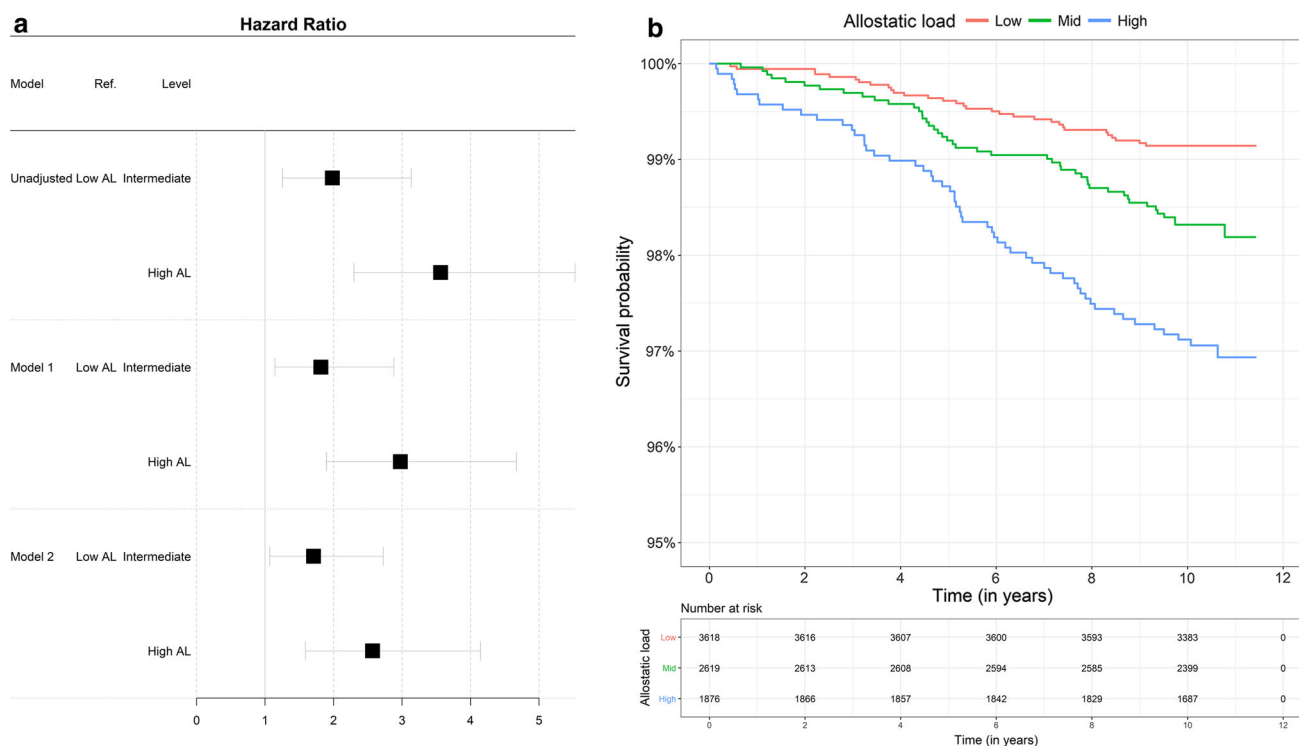 a
Hazard Ratio
Model Ref. Level
Unadjusted Low AL Intermediate
High AL
Model 1 Low AL Intermediate
High AL
Model 2 Low AL Intermediate
High AL
0 1 2 3 4 5
b
Allostatic load Low Mid High
Survival probability
100%
99%
98%
97%
96%
95%
0 2 4 6 8 10 12
Time (in years)
Number at risk
Allostatic load
Low 3618 3616 3607 3600 3593 3383 0
Mid 2619 2613 2608 2594 2585 2399 0
High 1876 1866 1857 1842 1829 1687 0
0 2 4 6 8 10 12
Time (in years)